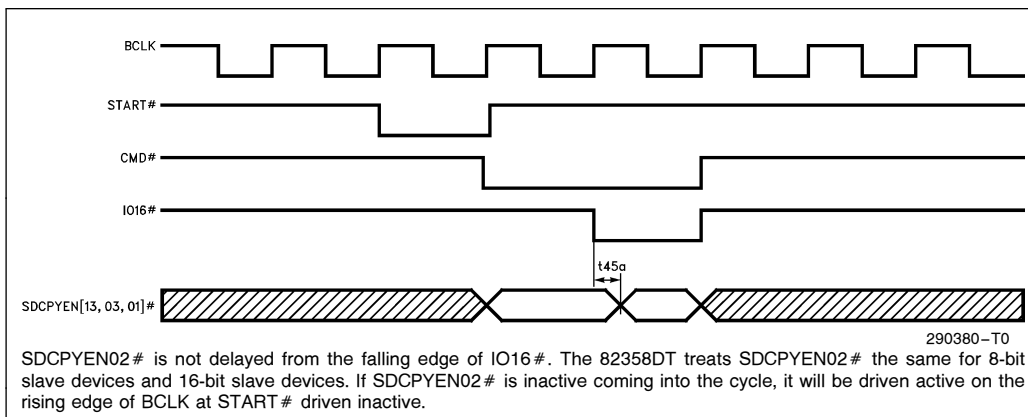 BCLK
START#
CMD#
IO16#
t45a
SDCPYEN[13, 03, 01]#
290380–T0
SDCPYEN02# is not delayed from the falling edge of IO16#. The 82358DT treats SDCPYEN02# the same for 8-bit
slave devices and 16-bit slave devices. If SDCPYEN02# is inactive coming into the cycle, it will be driven active on the
rising edge of BCLK at START# driven inactive.